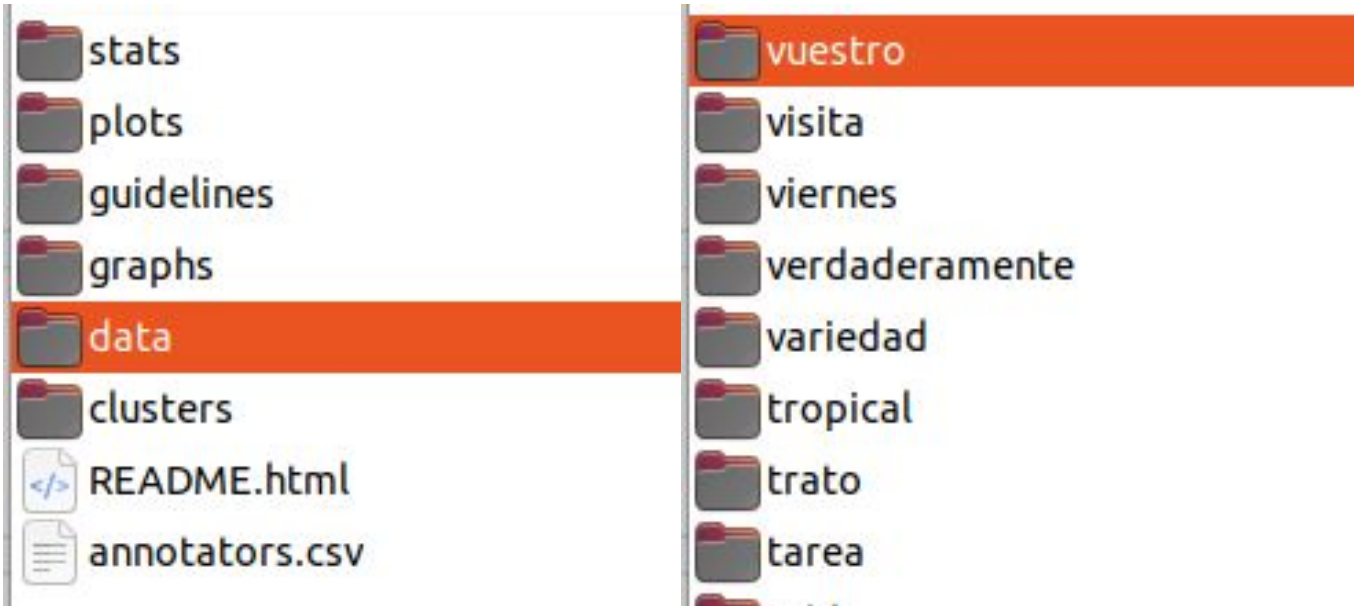 stats
plots
guidelines
graphs
data
clusters
README.html
annotators.csv
vuestro
visita
viernes
verdaderamente
variedad
tropical
trato
tarea